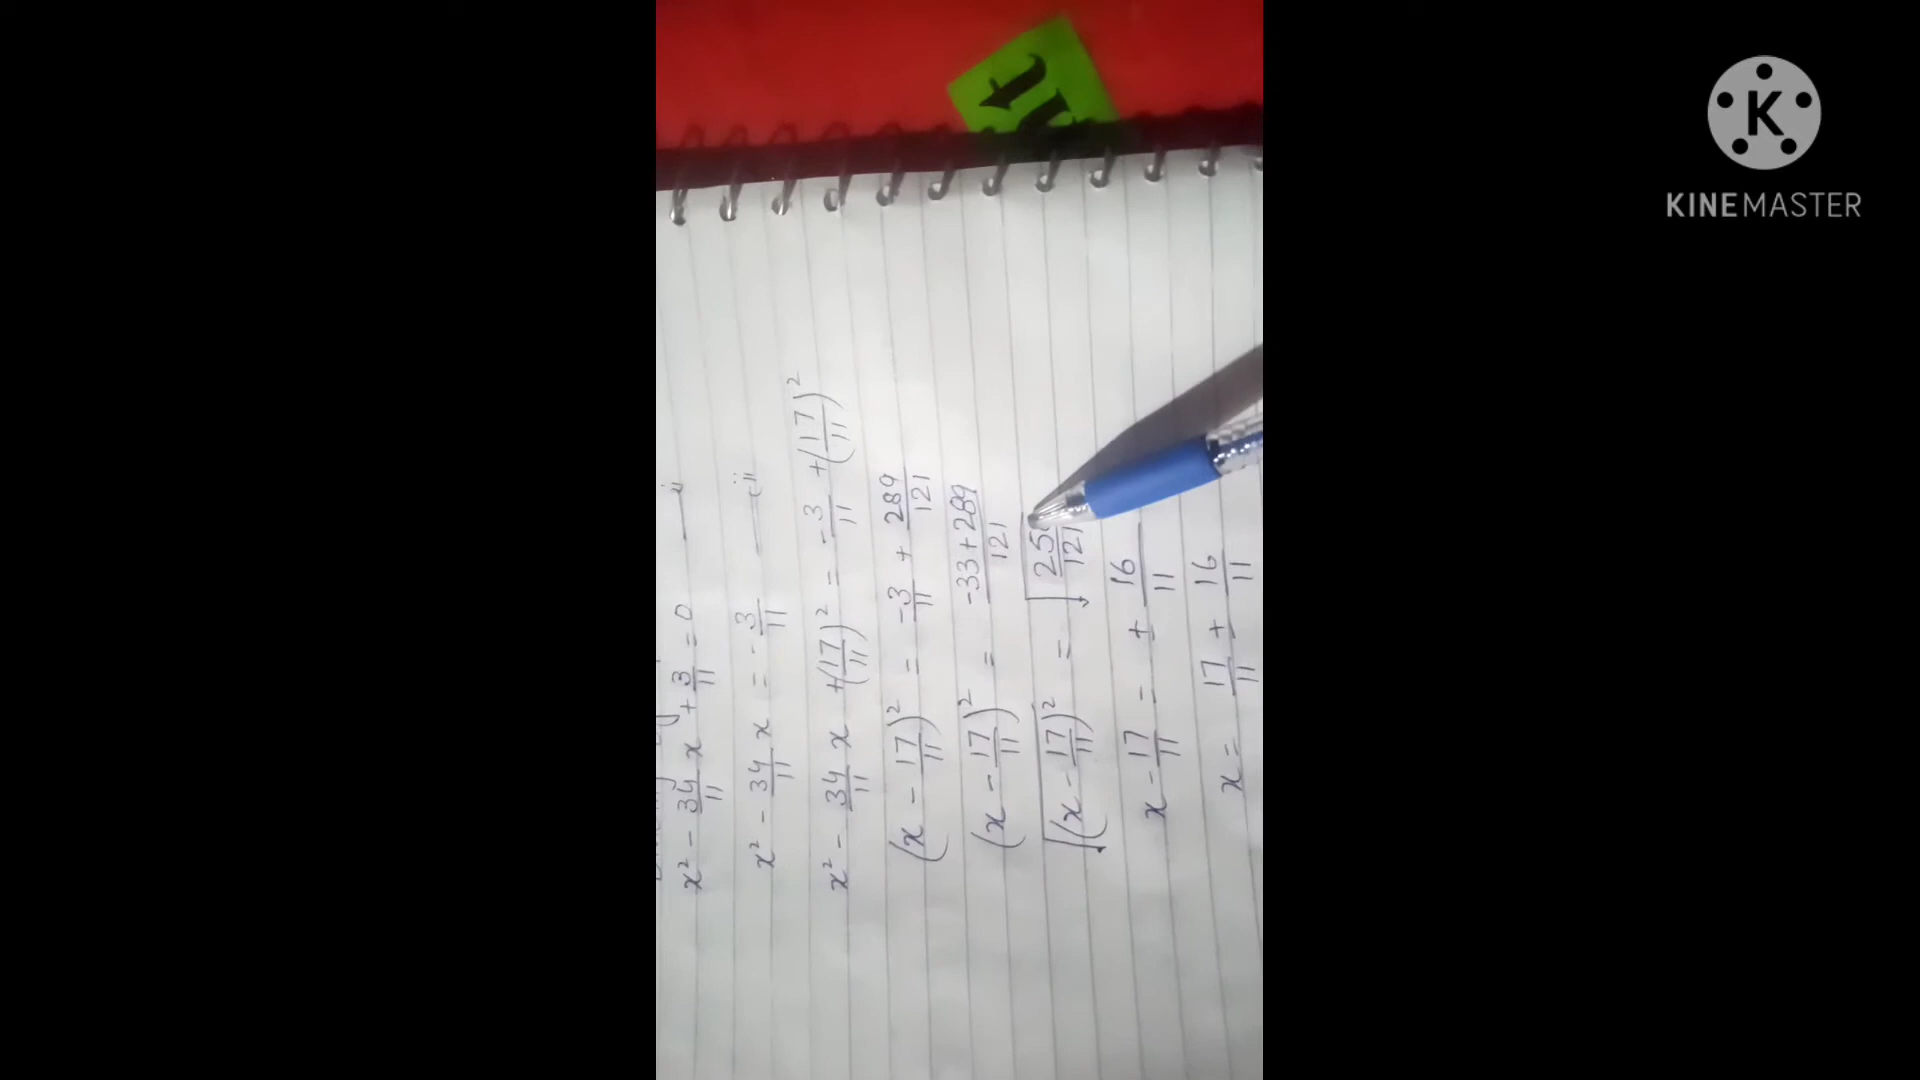 x² - 34/11 x + 3/11 = 0 — i
x² - 34/11 x = - 3/11 — ii
x² - 34/11 x + (17/11)² = - 3/11 + (17/11)²
(x - 17/11)² = -3/11 + 289/121
(x - 17/11)² = -33+289/121
√(x - 17/11)² =
x - 17/11 = ± 16/11
x = 17/11 ± 16/11
K
KINEMASTER